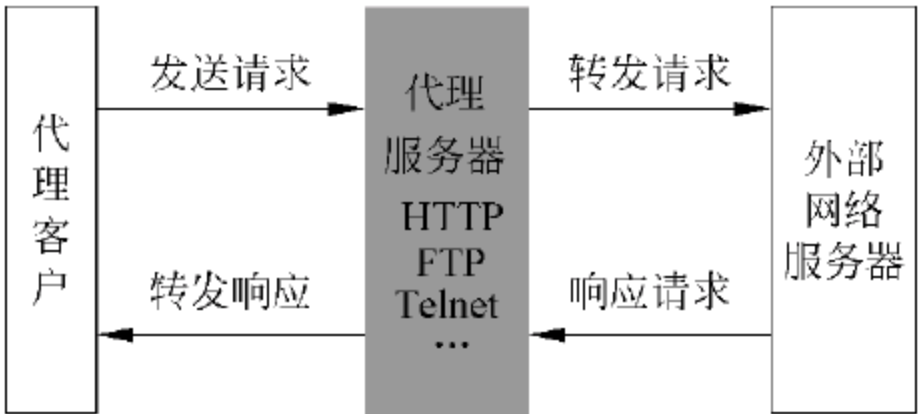 代理客户
发送请求
转发响应
代理
服务器
HTTP
FTP
Telnet
…
转发请求
响应请求
外部
网络
服务器